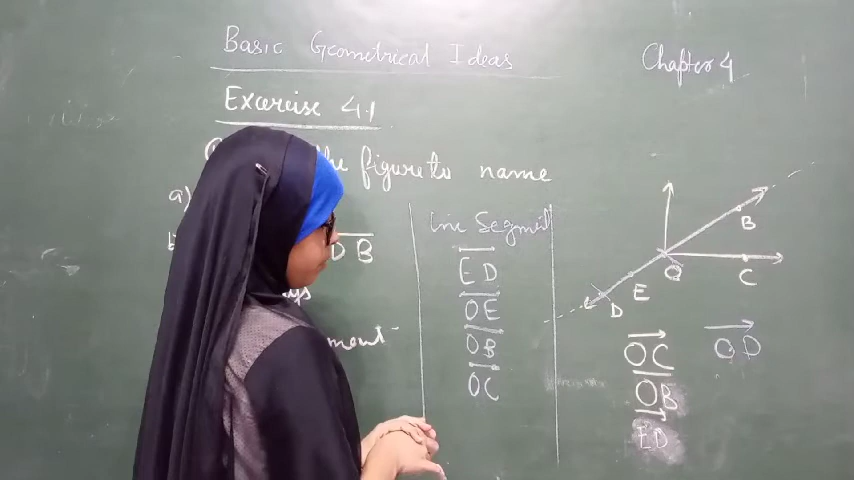 Basic Geometrical Ideas
Chapter 4
Exercise 4.1
the figure to name
a)
DB
ment
Line Segment
ED
OE
OB
OC
B
O
C
E
D
OC
OD
OB
ED